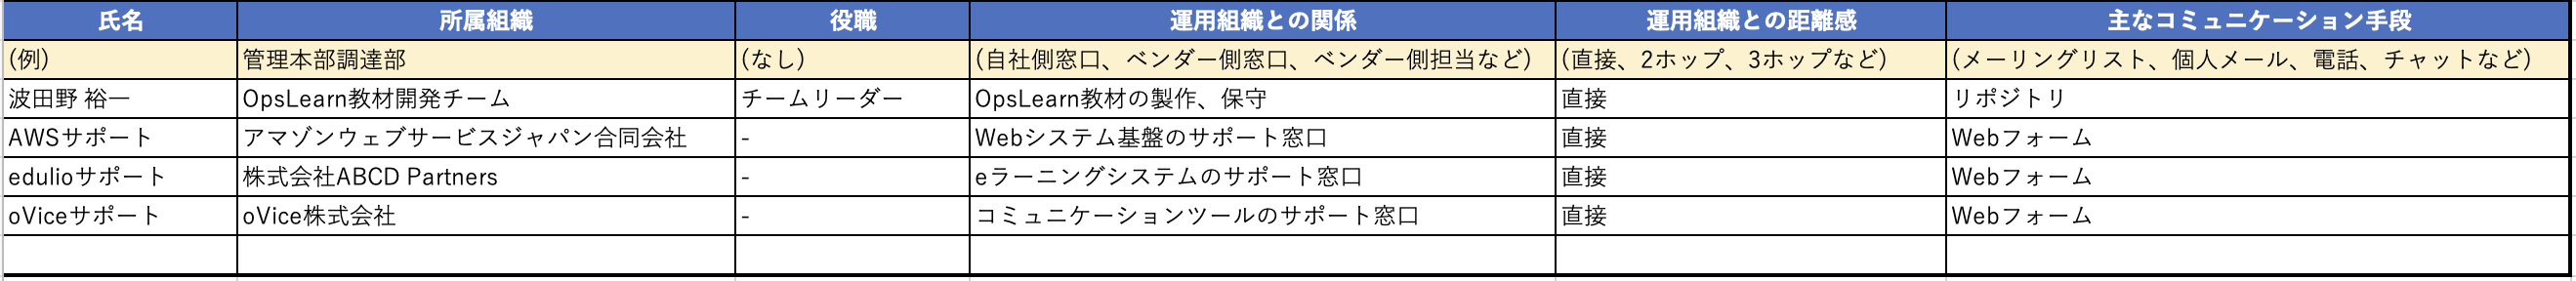 氏名 所属組織 役職 運用組織との関係 運用組織との距離感 主なコミュニケーション手段
(例) 管理本部調達部 (なし) (自社側窓口、ベンダー側窓口、ベンダー側担当など) (直接、2ホップ、3ホップなど) (メーリングリスト、個人メール、電話、チャットなど)
波田野 裕一 OpsLearn教材開発チーム チームリーダー OpsLearn教材の製作、保守 直接 リポジトリ
AWSサポート アマゾンウェブサービスジャパン合同会社 - Webシステム基盤のサポート窓口 直接 Webフォーム
edulioサポート 株式会社ABCD Partners - eラーニングシステムのサポート窓口 直接 Webフォーム
oViceサポート oVice株式会社 - コミュニケーションツールのサポート窓口 直接 Webフォーム